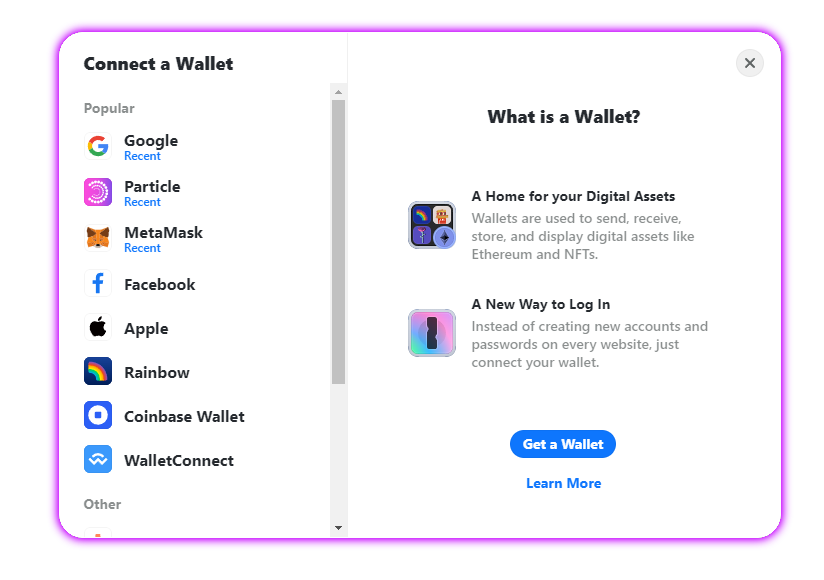 Connect a Wallet
Popular
Google
Recent
Particle
Recent
MetaMask
Recent
Facebook
Apple
Rainbow
Coinbase Wallet
WalletConnect
Other
What is a Wallet?
A Home for your Digital Assets
Wallets are used to send, receive,
store, and display digital assets like
Ethereum and NFTs.
A New Way to Log In
Instead of creating new accounts and
passwords on every website, just
connect your wallet.
Get a Wallet
Learn More